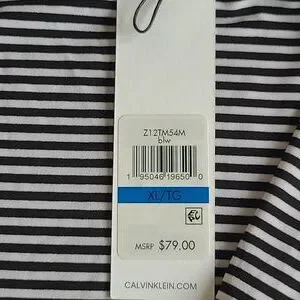 Z12TM54M
blw
1 95046 19650 0
XL/TG
MSRP $79.00
CALVINKLEIN.COM